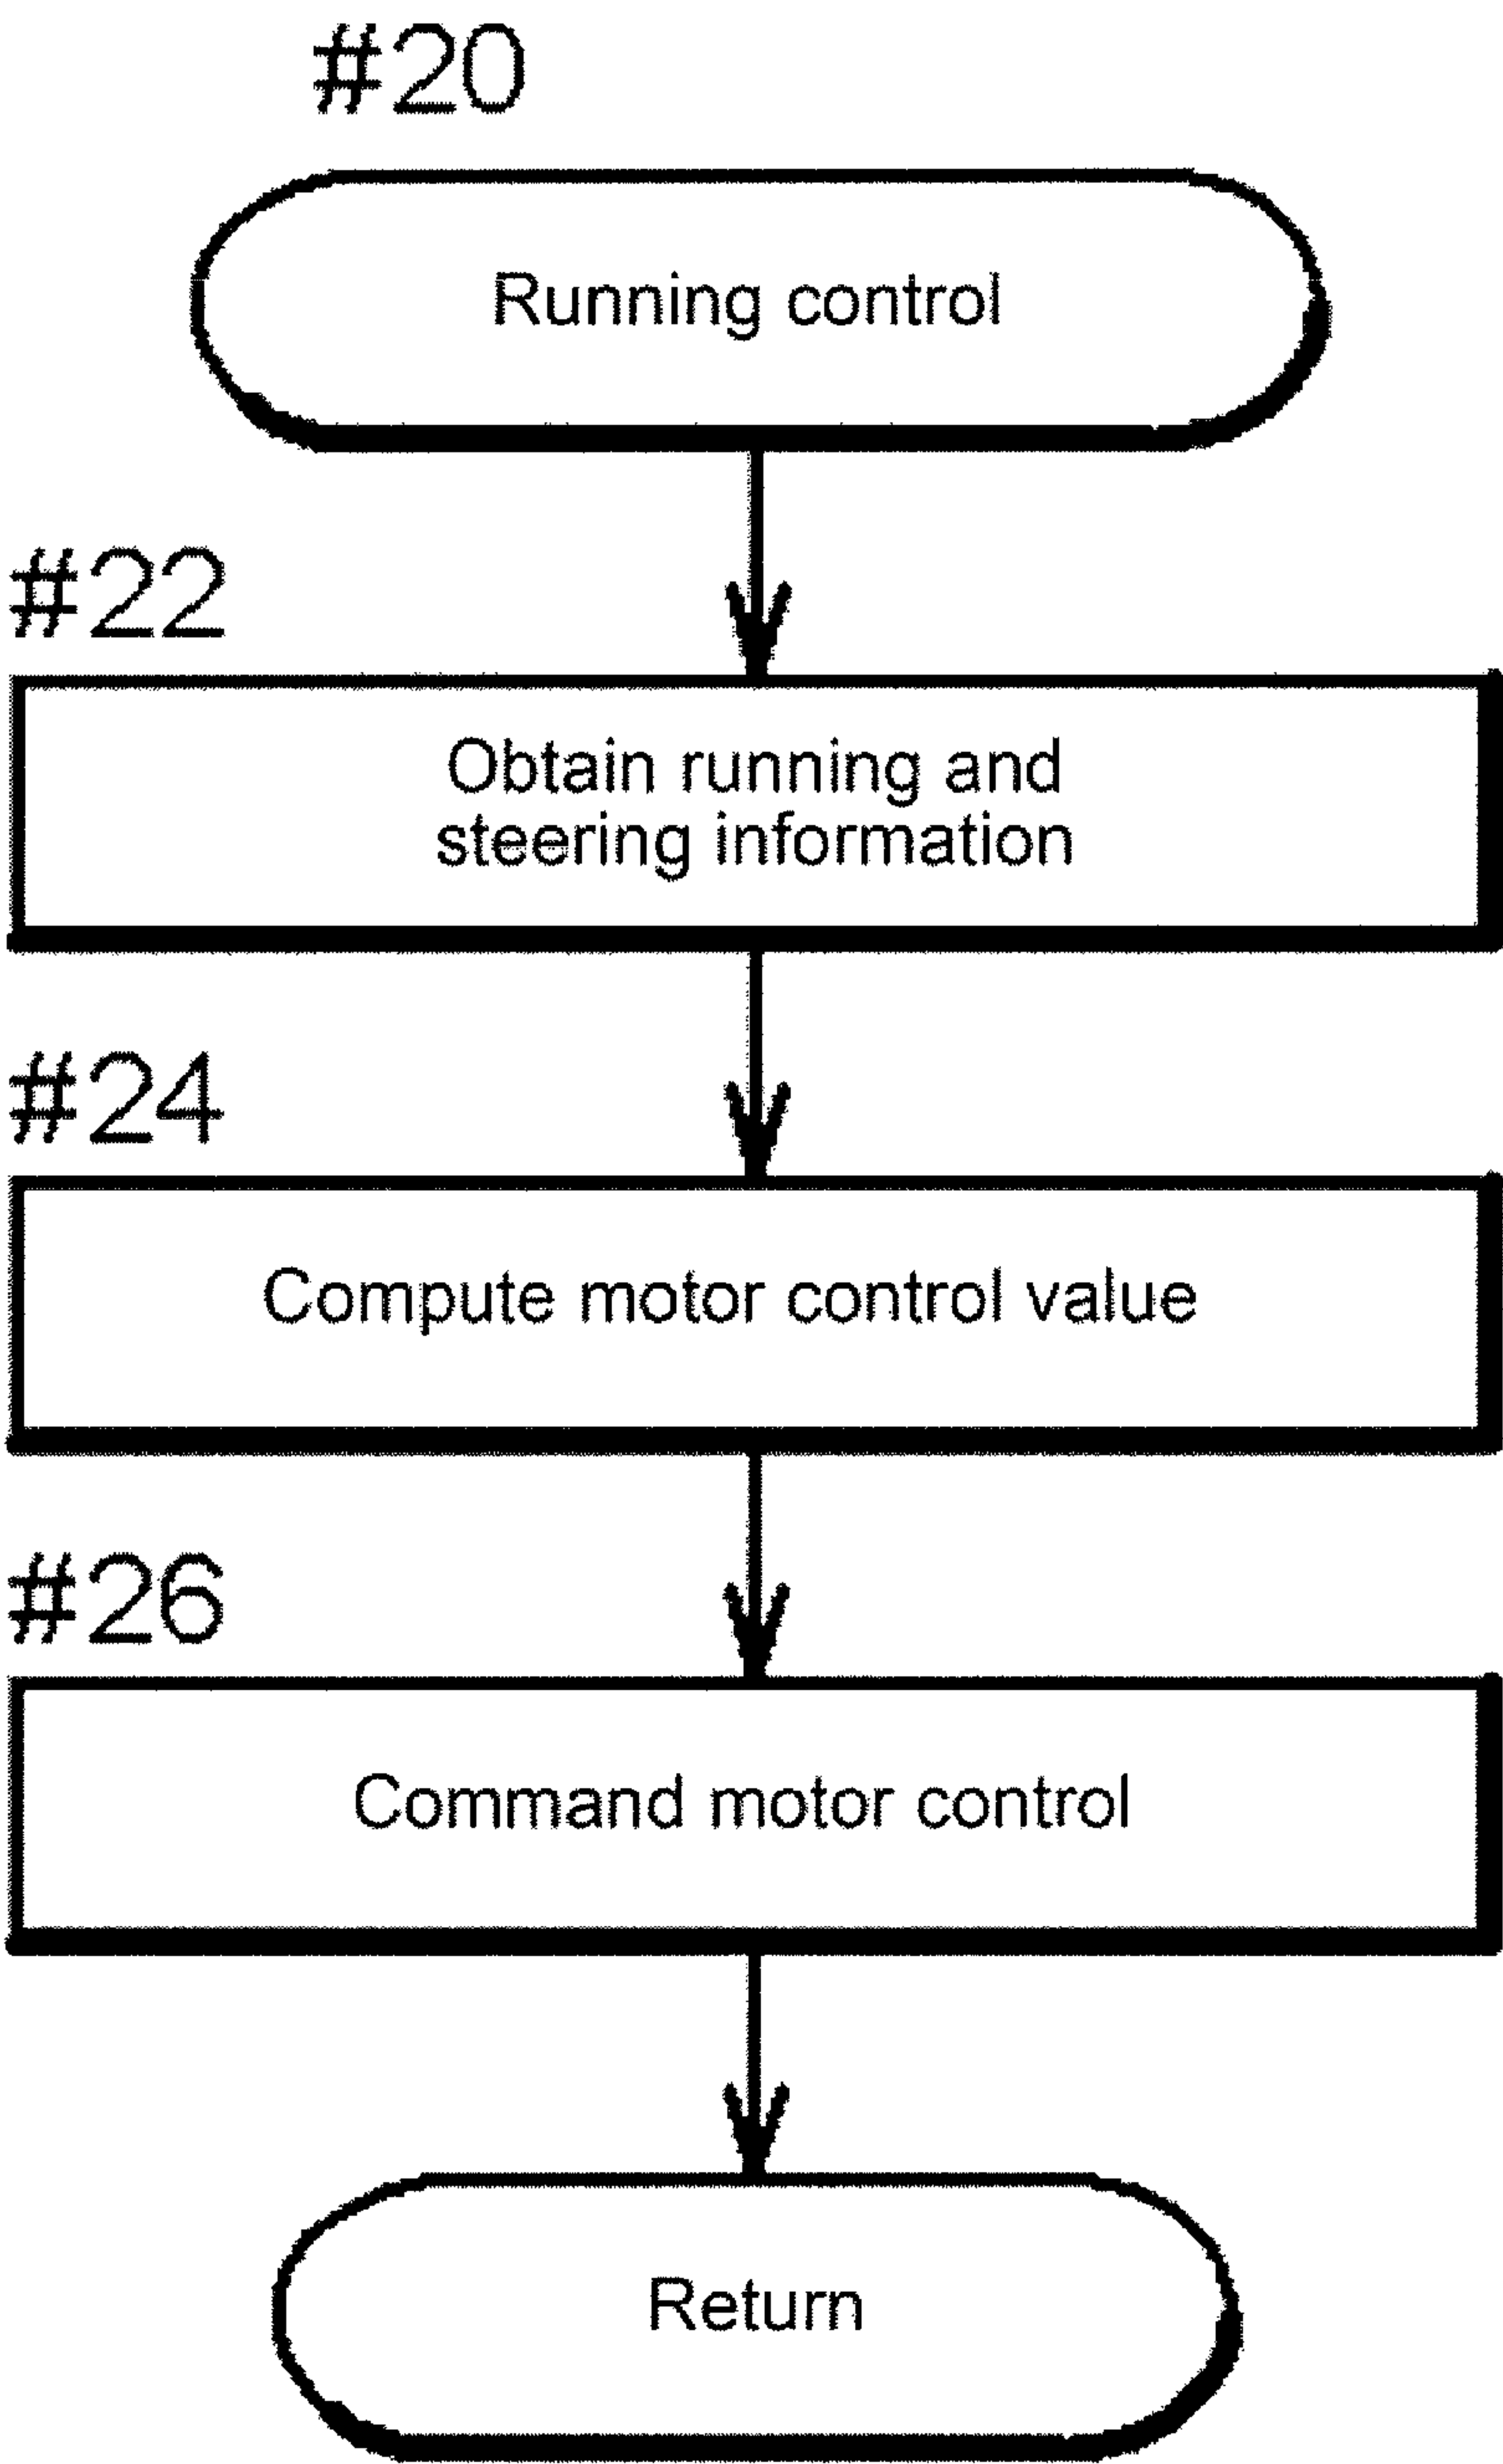 #20
Running control
#22
Obtain running and
steering information
#24
Compute motor control value
#26
Command motor control
Return